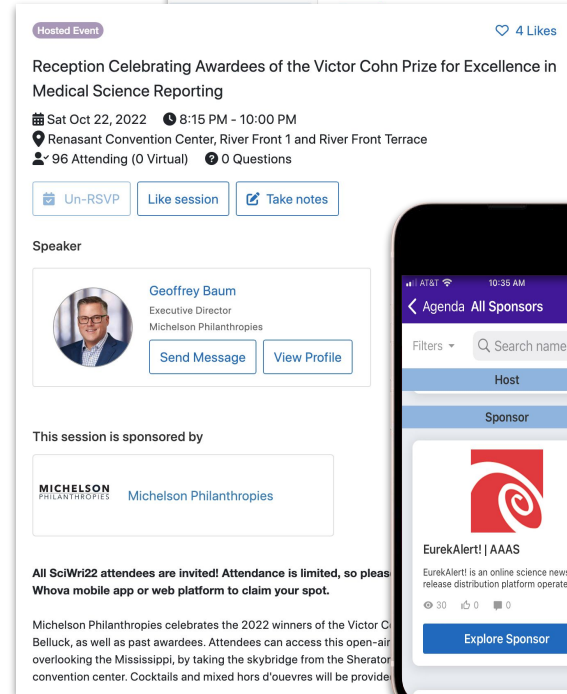 Hosted Event
4 Likes
Reception Celebrating Awardees of the Victor Cohn Prize for Excellence in
Medical Science Reporting
Sat Oct 22, 2022 8:15 PM - 10:00 PM
Renasant Convention Center, River Front 1 and River Front Terrace
96 Attending (0 Virtual) 0 Questions
Un-RSVP Like session Take notes
Speaker
Geoffrey Baum
Executive Director
Michelson Philanthropies
Send Message View Profile
This session is sponsored by
MICHELSON
PHILANTHROPIES
Michelson Philanthropies
All SciWri22 attendees are invited! Attendance is limited, so pleas
Whova mobile app or web platform to claim your spot.
Michelson Philanthropies celebrates the 2022 winners of the Victor C
Belluck, as well as past awardees. Attendees can access this open-air
overlooking the Mississippi, by taking the skybridge from the Sherator
convention center. Cocktails and mixed hors d'ouevres will be provide
AT&T 10:35 AM
Agenda All Sponsors
Filters Search name
Host
Sponsor
EurekAlert! | AAAS
EurekAlert! is an online science news
release distribution platform operate
30 0 0
Explore Sponsor